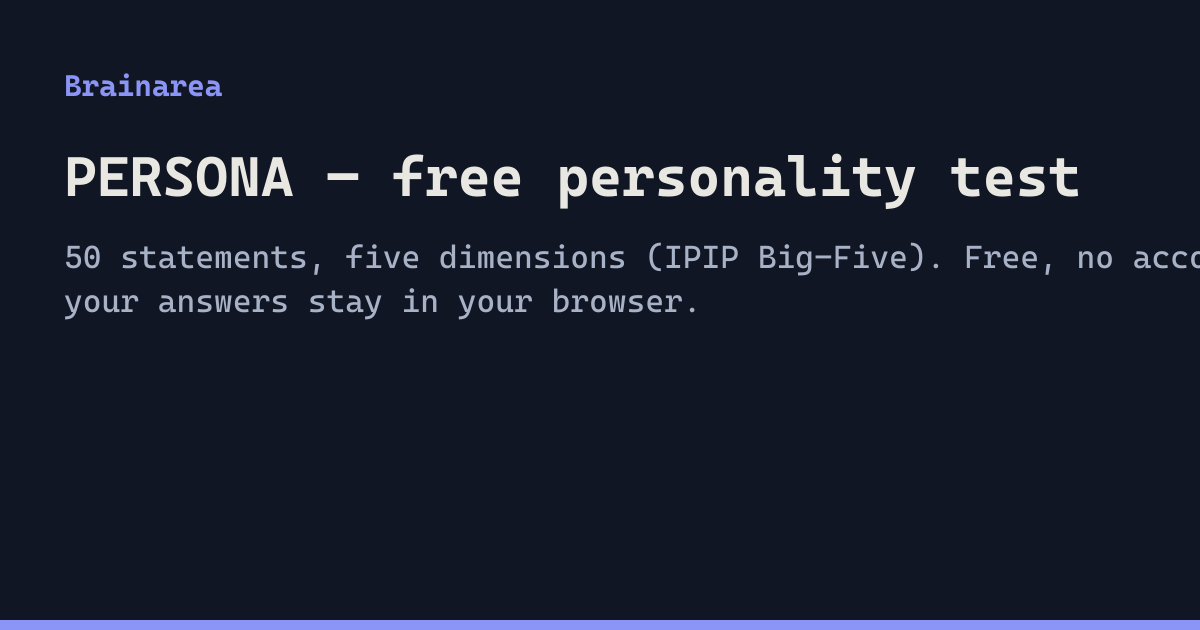 Brainarea
PERSONA — free personality test
50 statements, five dimensions (IPIP Big-Five). Free, no
your answers stay in your browser.